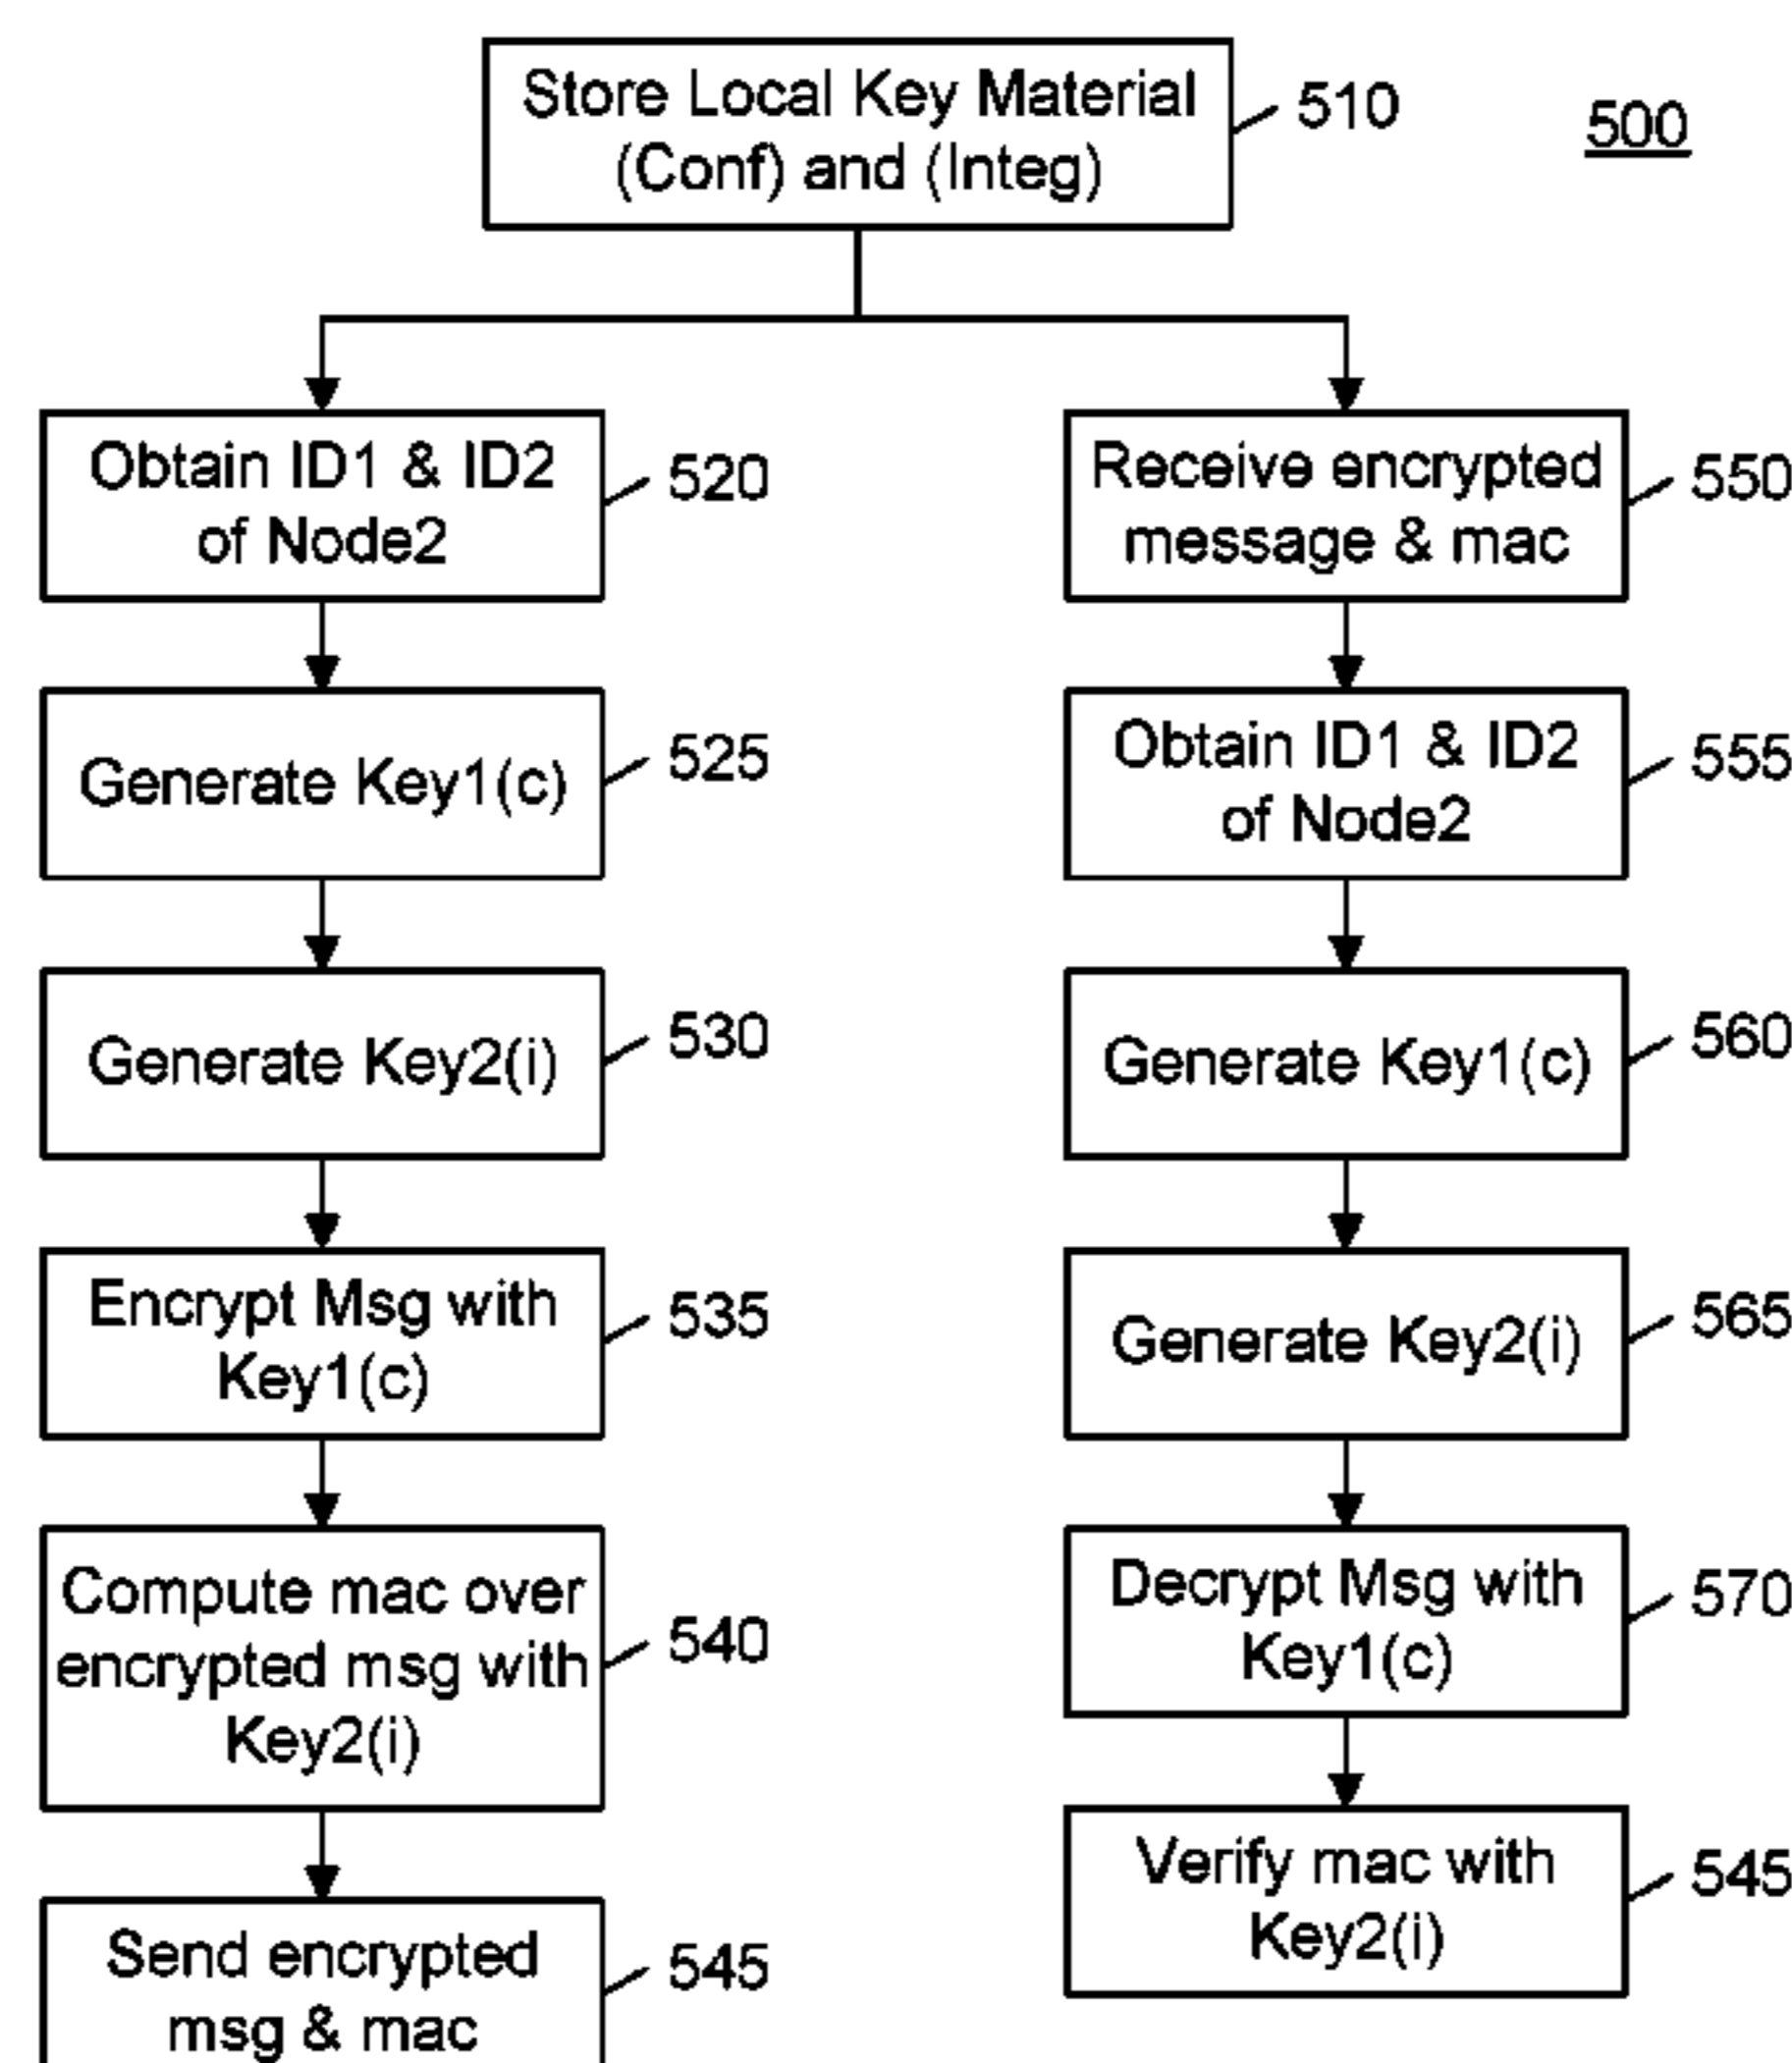 Store Local Key Material
(Conf) and (Integ)
510
500
Obtain ID1 & ID2
of Node2
520
Generate Key1(c)
525
Generate Key2(i)
530
Encrypt Msg with
Key1(c)
535
Compute mac over
encrypted msg with
Key2(i)
540
Send encrypted
msg & mac
545
Receive encrypted
message & mac
550
Obtain ID1 & ID2
of Node2
555
Generate Key1(c)
560
Generate Key2(i)
565
Decrypt Msg with
Key1(c)
570
Verify mac with
Key2(i)
545